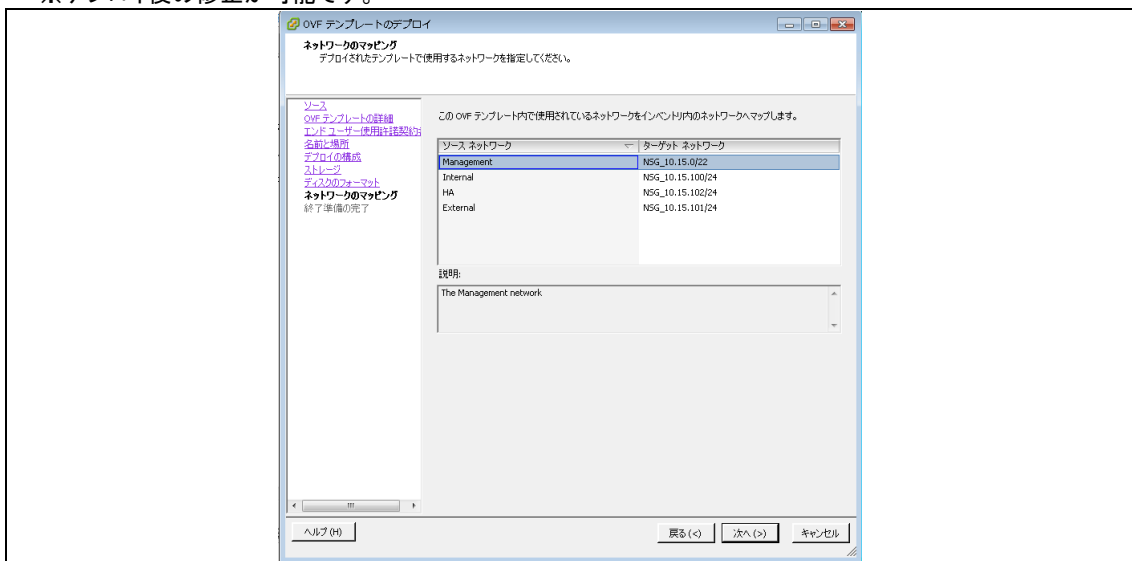 ※デプロイ後の修正が可能です。
OVF テンプレートのデプロイ
ネットワークのマッピング
デプロイされたテンプレートで使用するネットワークを指定してください。
ソース
OVF テンプレートの詳細
エンド ユーザー使用許諾契約
名前と場所
デプロイの構成
ストレージ
ディスクのフォーマット
ネットワークのマッピング
終了準備の完了
この OVF テンプレート内で使用されているネットワークをインベントリ内のネットワークへマップします。
ソース ネットワーク ターゲット ネットワーク
Management NSG_10.15.0/22
Internal NSG_10.15.100/24
HA NSG_10.15.102/24
External NSG_10.15.101/24
説明:
The Management network
ヘルプ(H) 戻る(<) 次へ(>) キャンセル